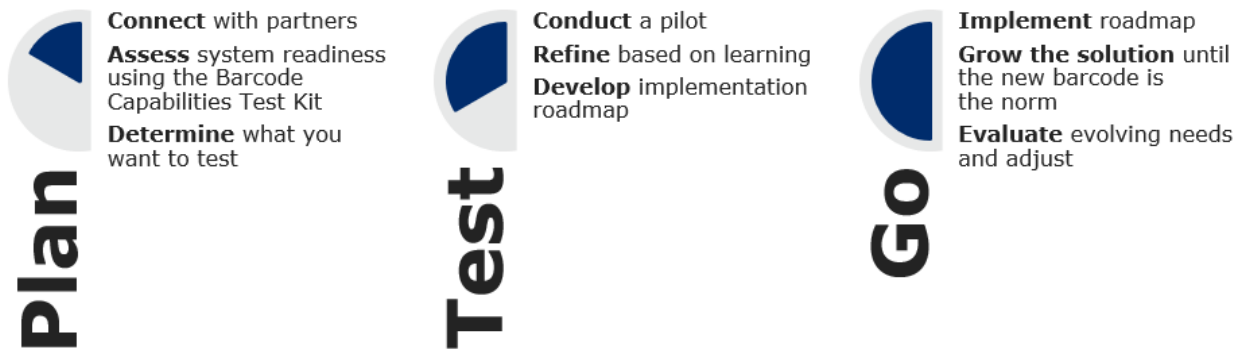 Plan
Connect with partners
Assess system readiness
using the Barcode
Capabilities Test Kit
Determine what you
want to test
Test
Conduct a pilot
Refine based on learning
Develop implementation
roadmap
Go
Implement roadmap
Grow the solution until
the new barcode is
the norm
Evaluate evolving needs
and adjust